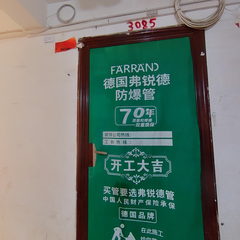 3085
FARRAND
德国弗锐德
防爆管
70年
开工大吉
买管要选弗锐德管
中国人民财产保险承保
德国品牌
在此施工